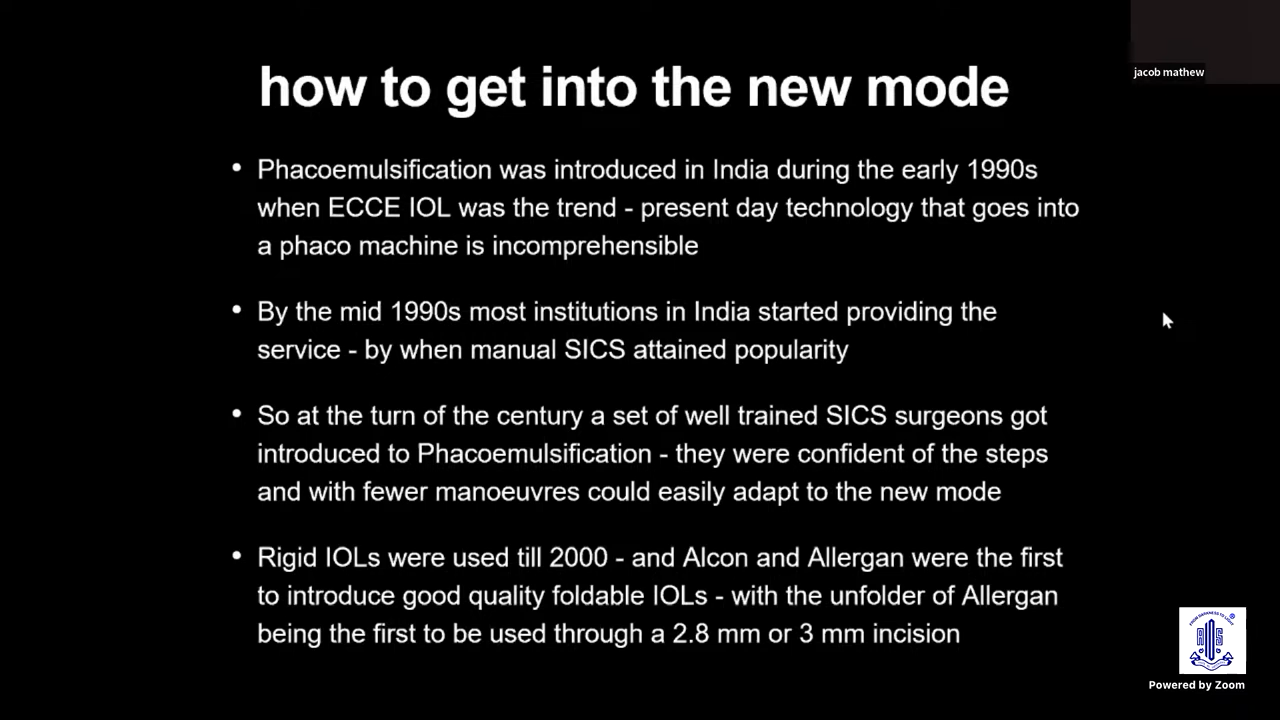 how to get into the new mode
jacob mathew
• Phacoemulsification was introduced in India during the early 1990s
when ECCE IOL was the trend - present day technology that goes into
a phaco machine is incomprehensible
• By the mid 1990s most institutions in India started providing the
service - by when manual SICS attained popularity
• So at the turn of the century a set of well trained SICS surgeons got
introduced to Phacoemulsification - they were confident of the steps
and with fewer manoeuvres could easily adapt to the new mode
• Rigid IOLs were used till 2000 - and Alcon and Allergan were the first
to introduce good quality foldable IOLs - with the unfolder of Allergan
being the first to be used through a 2.8 mm or 3 mm incision
Powered by Zoom